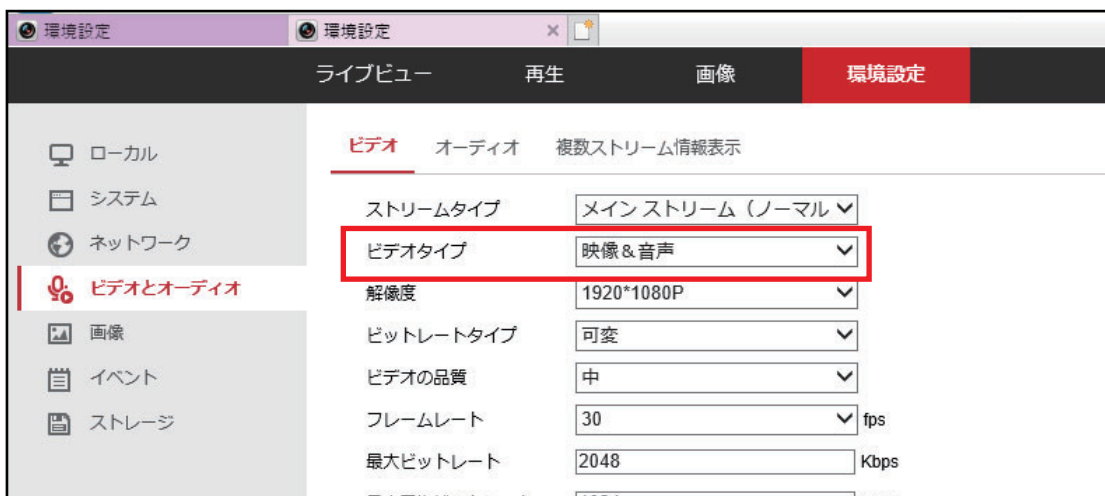 環境設定
環境設定
ライブビュー 再生 画像 環境設定
ローカル
システム
ネットワーク
ビデオとオーディオ
画像
イベント
ストレージ
ビデオ オーディオ 複数ストリーム情報表示
ストリームタイプ メイン ストリーム（ノーマル
ビデオタイプ 映像＆音声
解像度 1920*1080P
ビットレートタイプ 可変
ビデオの品質 中
フレームレート 30 fps
最大ビットレート 2048 Kbps